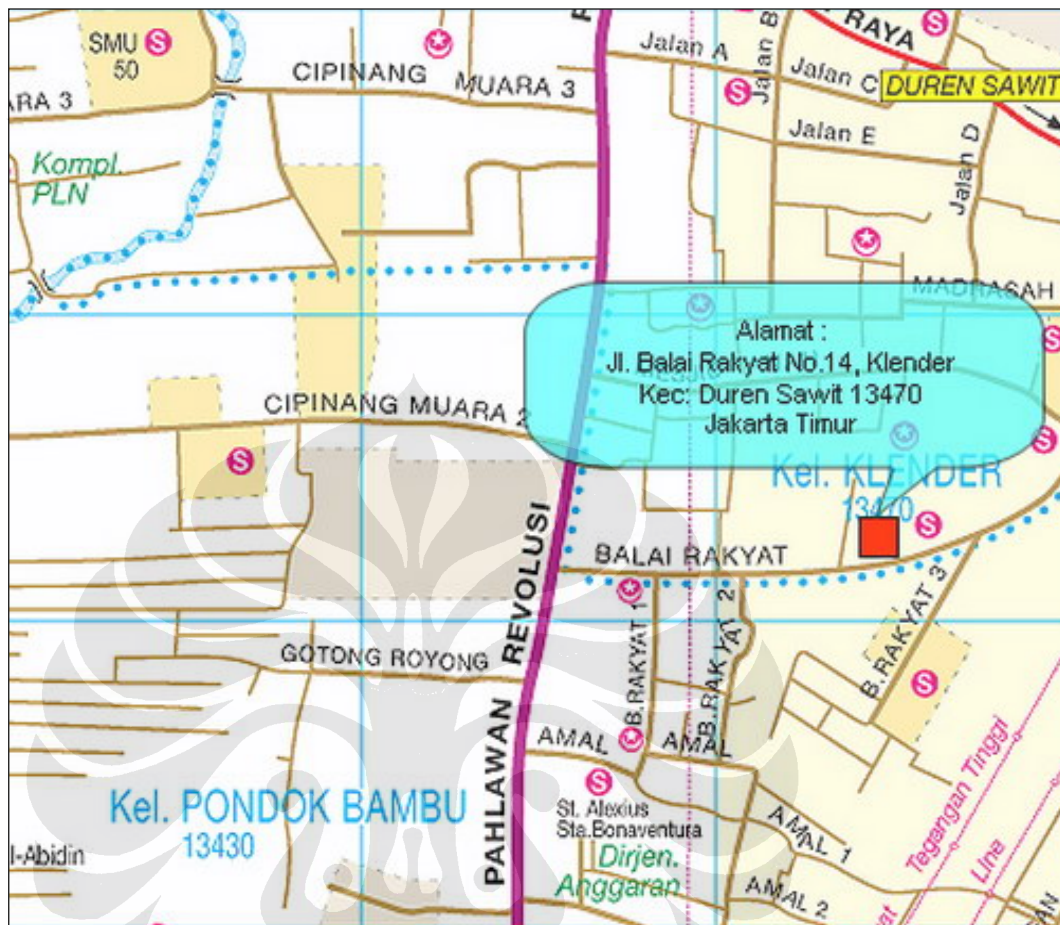 SMU
50
S
CIPINANG MUARA 3
ARA 3
Kompl.
PLN
Jalan A
Jalan B
RAYA
S
S
Jalan C
DUREN SAWIT
Jalan E
Jalan D
MADRASAH
S
Alamat :
Jl. Balai Rakyat No.14, Klender
Kec: Duren Sawit 13470
Jakarta Timur
CIPINANG MUARA 2
S
S
Kel. KLENDER
13470
S
BALAI RAKYAT
PAHLAWAN REVOLUSI
GOTONG ROYONG
B.RAKYAT 1
B.RAKYAT 2
B.RAKYAT 3
S
AMAL
AMAL
S
St. Alexius
Sta.Bonaventura
Dirjen.
Anggaran
Kel. PONDOK BAMBU
13430
l-Abidin
AMAL 1
AMAL 2
Tegangan Tinggi
Line